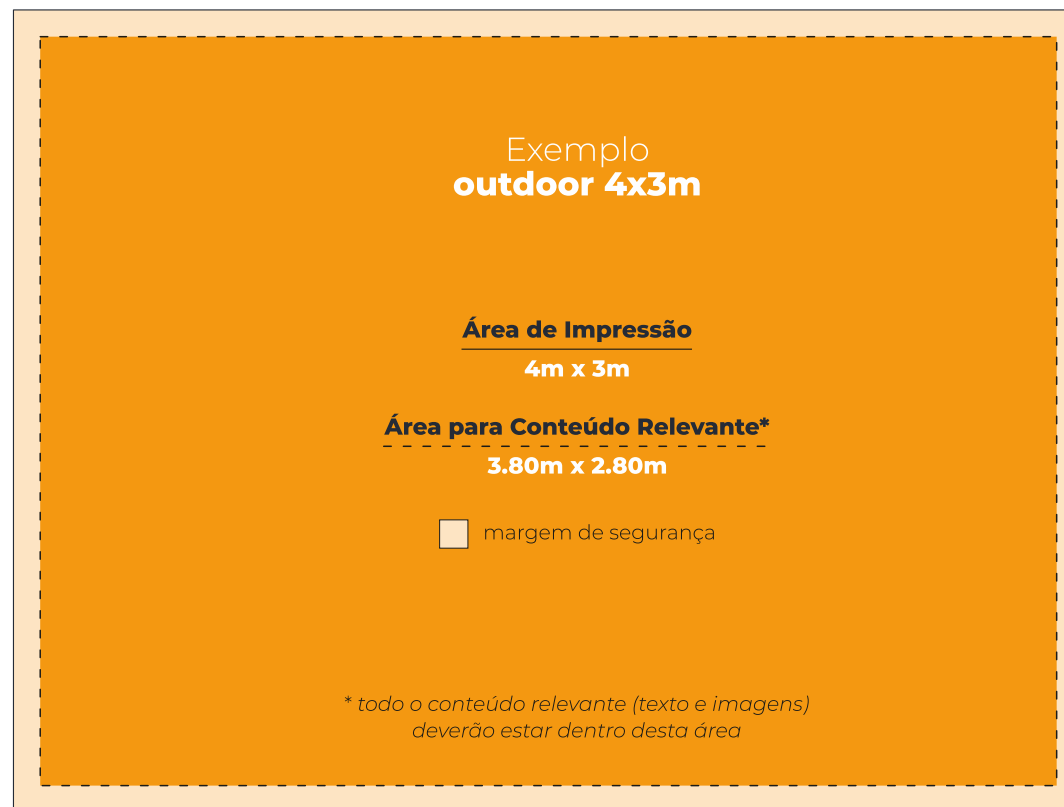 Exemplo
outdoor 4x3m
Área de Impressão
4m x 3m
Área para Conteúdo Relevante*
3.80m x 2.80m
margem de segurança
* todo o conteúdo relevante (texto e imagens)
deverão estar dentro desta área